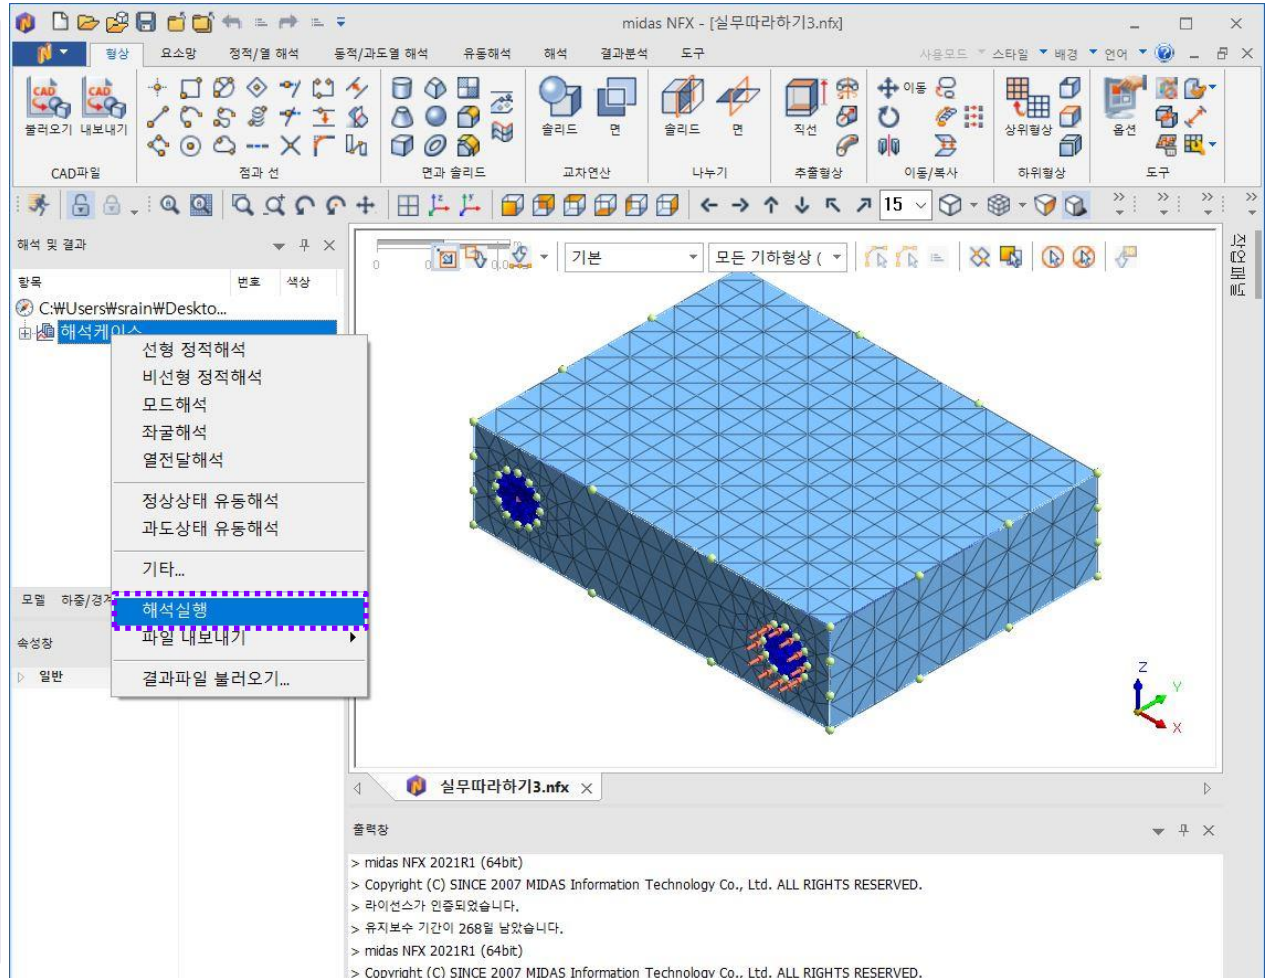 midas NFX - [실무따라하기3.nfx]
형상 요소망 정적/열 해석 동적/과도열 해석 유동해석 해석 결과분석 도구 사용모드 스타일 배경 언어
CAD CAD 이동
불러오기 내보내기 솔리드 면 솔리드 면 직선 상위형상 옵션
CAD파일 점과 선 면과 솔리드 교차연산 나누기 추출형상 이동/복사 하위형상 도구
15
해석 및 결과
기본 모든 기하형상 (
항목 번호 색상
C:₩Users₩srain₩Deskto...
해석케이스
선형 정적해석
비선형 정적해석
모드해석
좌굴해석
열전달해석
정상상태 유동해석
과도상태 유동해석
기타...
해석실행
파일 내보내기
결과파일 불러오기...
모델 하중/경계
속성창
일반
작업패널
Z
Y
X
실무따라하기3.nfx
출력창
> midas NFX 2021R1 (64bit)
> Copyright (C) SINCE 2007 MIDAS Information Technology Co., Ltd. ALL RIGHTS RESERVED.
> 라이선스가 인증되었습니다.
> 유지보수 기간이 268일 남았습니다.
> midas NFX 2021R1 (64bit)
> Copyright (C) SINCE 2007 MIDAS Information Technology Co., Ltd. ALL RIGHTS RESERVED.